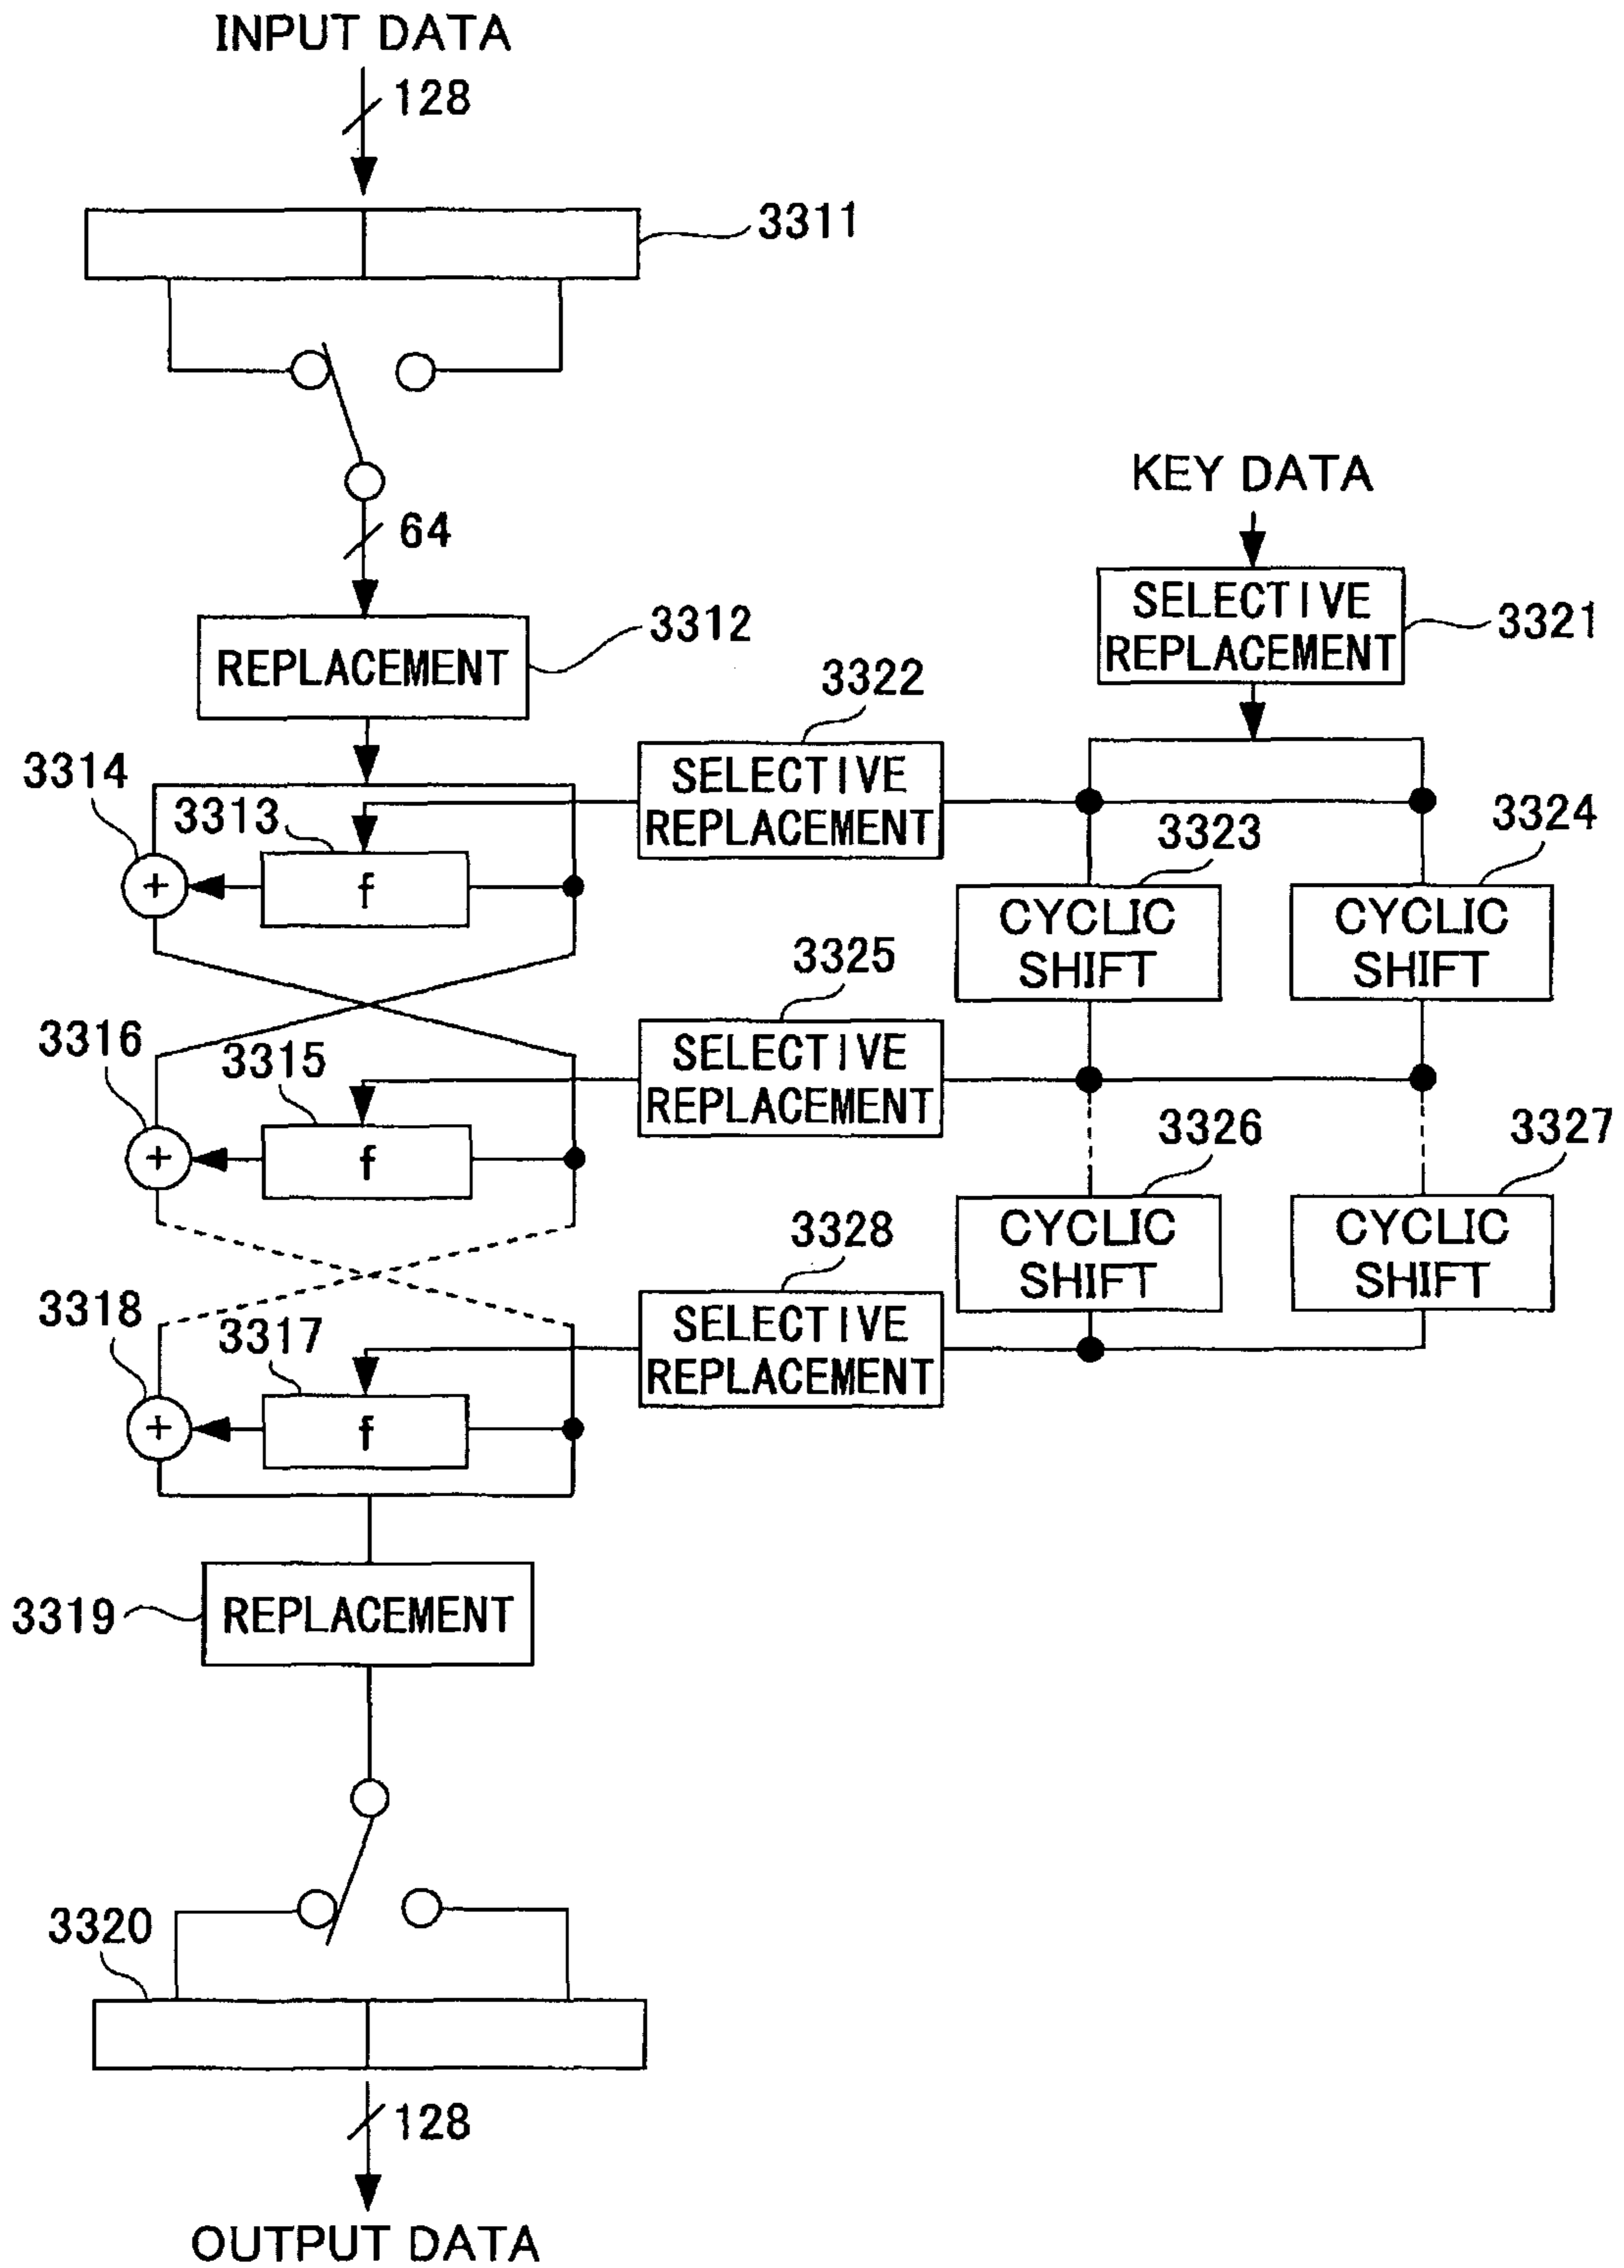 INPUT DATA
128
3311
64
KEY DATA
SELECTIVE
REPLACEMENT
3321
REPLACEMENT
3312
3322
SELECTIVE
REPLACEMENT
3314
3313
f
+
3323
3324
CYCLIC
SHIFT
CYCLIC
SHIFT
3325
SELECTIVE
REPLACEMENT
3316
3315
f
+
3326
3327
CYCLIC
SHIFT
CYCLIC
SHIFT
3328
SELECTIVE
REPLACEMENT
3318
3317
f
+
3319
REPLACEMENT
3320
128
OUTPUT DATA